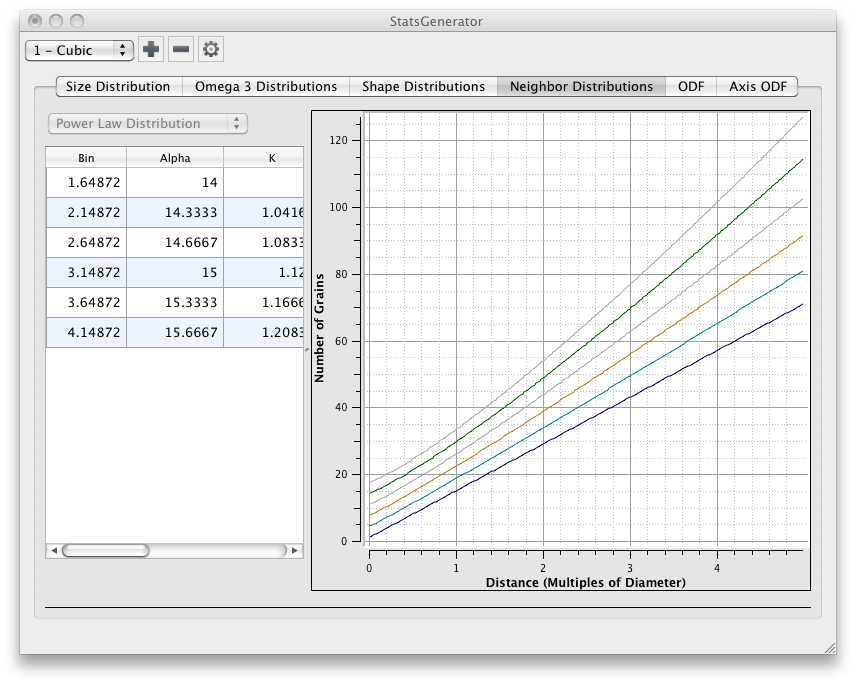 StatsGenerator
1 - Cubic
Size Distribution Omega 3 Distributions Shape Distributions Neighbor Distributions ODF Axis ODF
Power Law Distribution
Bin Alpha K
1.64872 14
2.14872 14.3333 1.0416
2.64872 14.6667 1.0833
3.14872 15 1.12
3.64872 15.3333 1.1666
4.14872 15.6667 1.2083
Number of Grains
120
100
80
60
40
20
0
0 1 2 3 4
Distance (Multiples of Diameter)